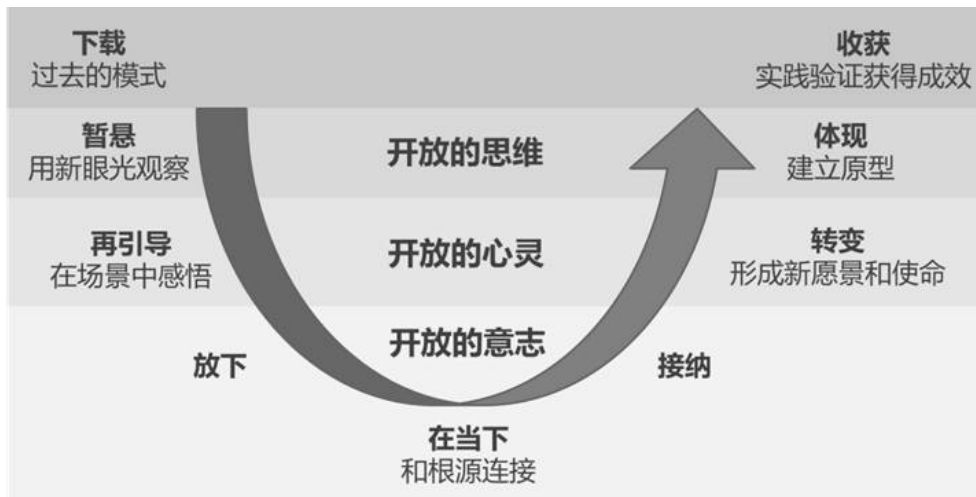 下载
过去的模式
收获
实践验证获得成效
暂悬
用新眼光观察
开放的思维
体现
建立原型
再引导
在场景中感悟
开放的心灵
转变
形成新愿景和使命
开放的意志
放下
接纳
在当下
和根源连接